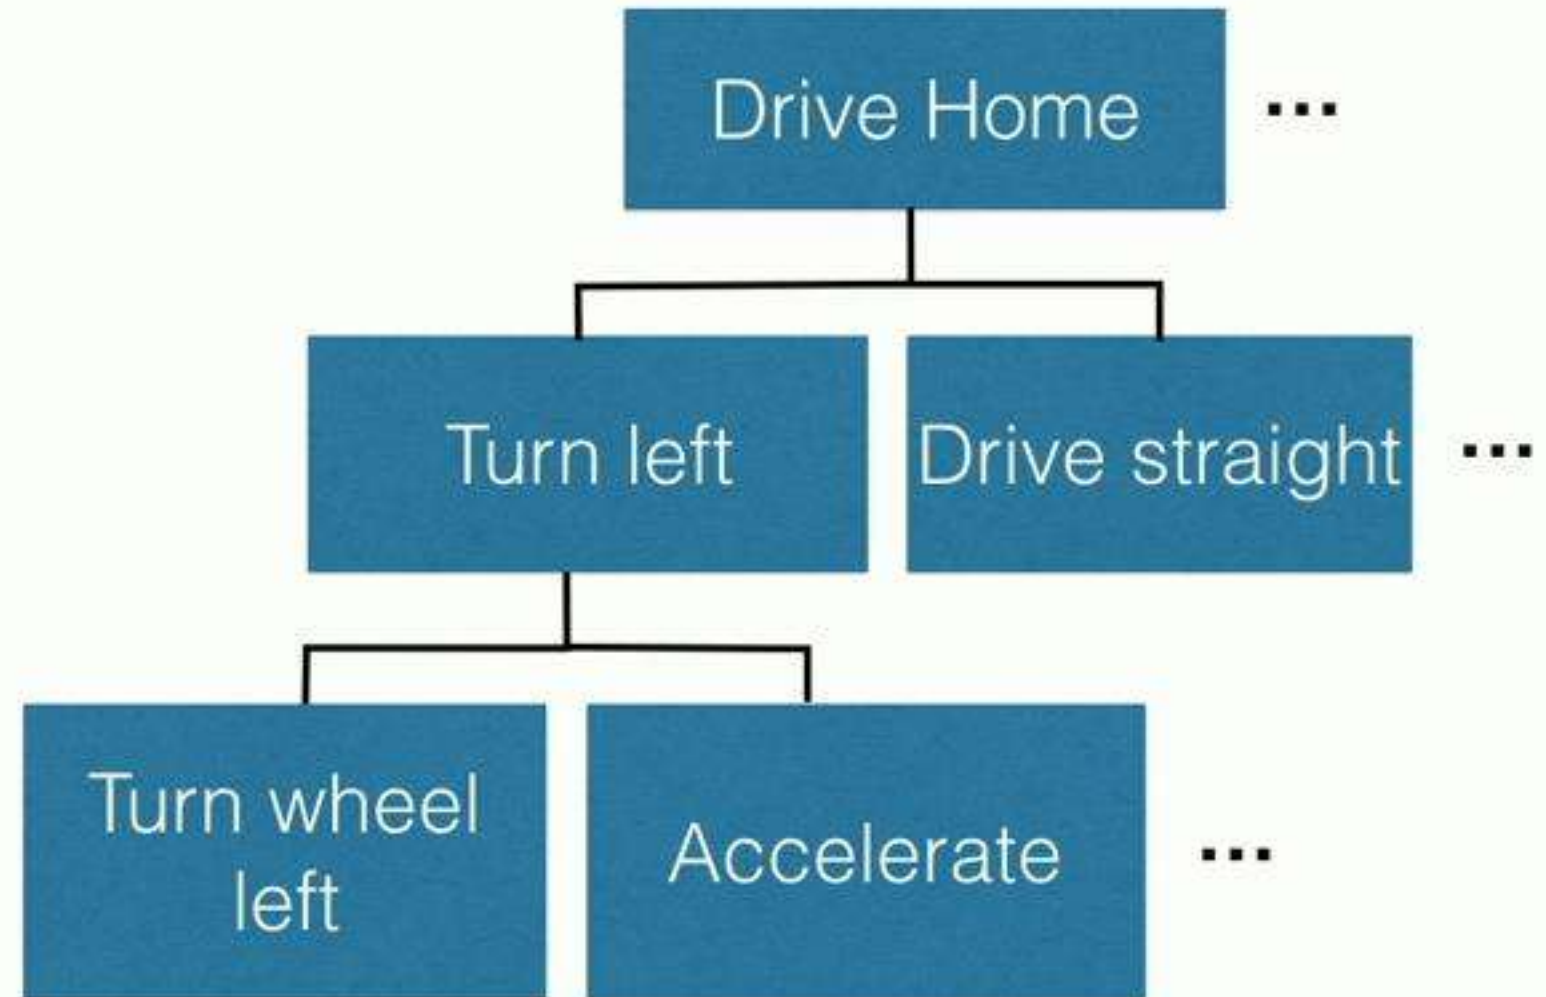 Drive Home ...
Turn left
Drive straight ...
Turn wheel
left
Accelerate ...